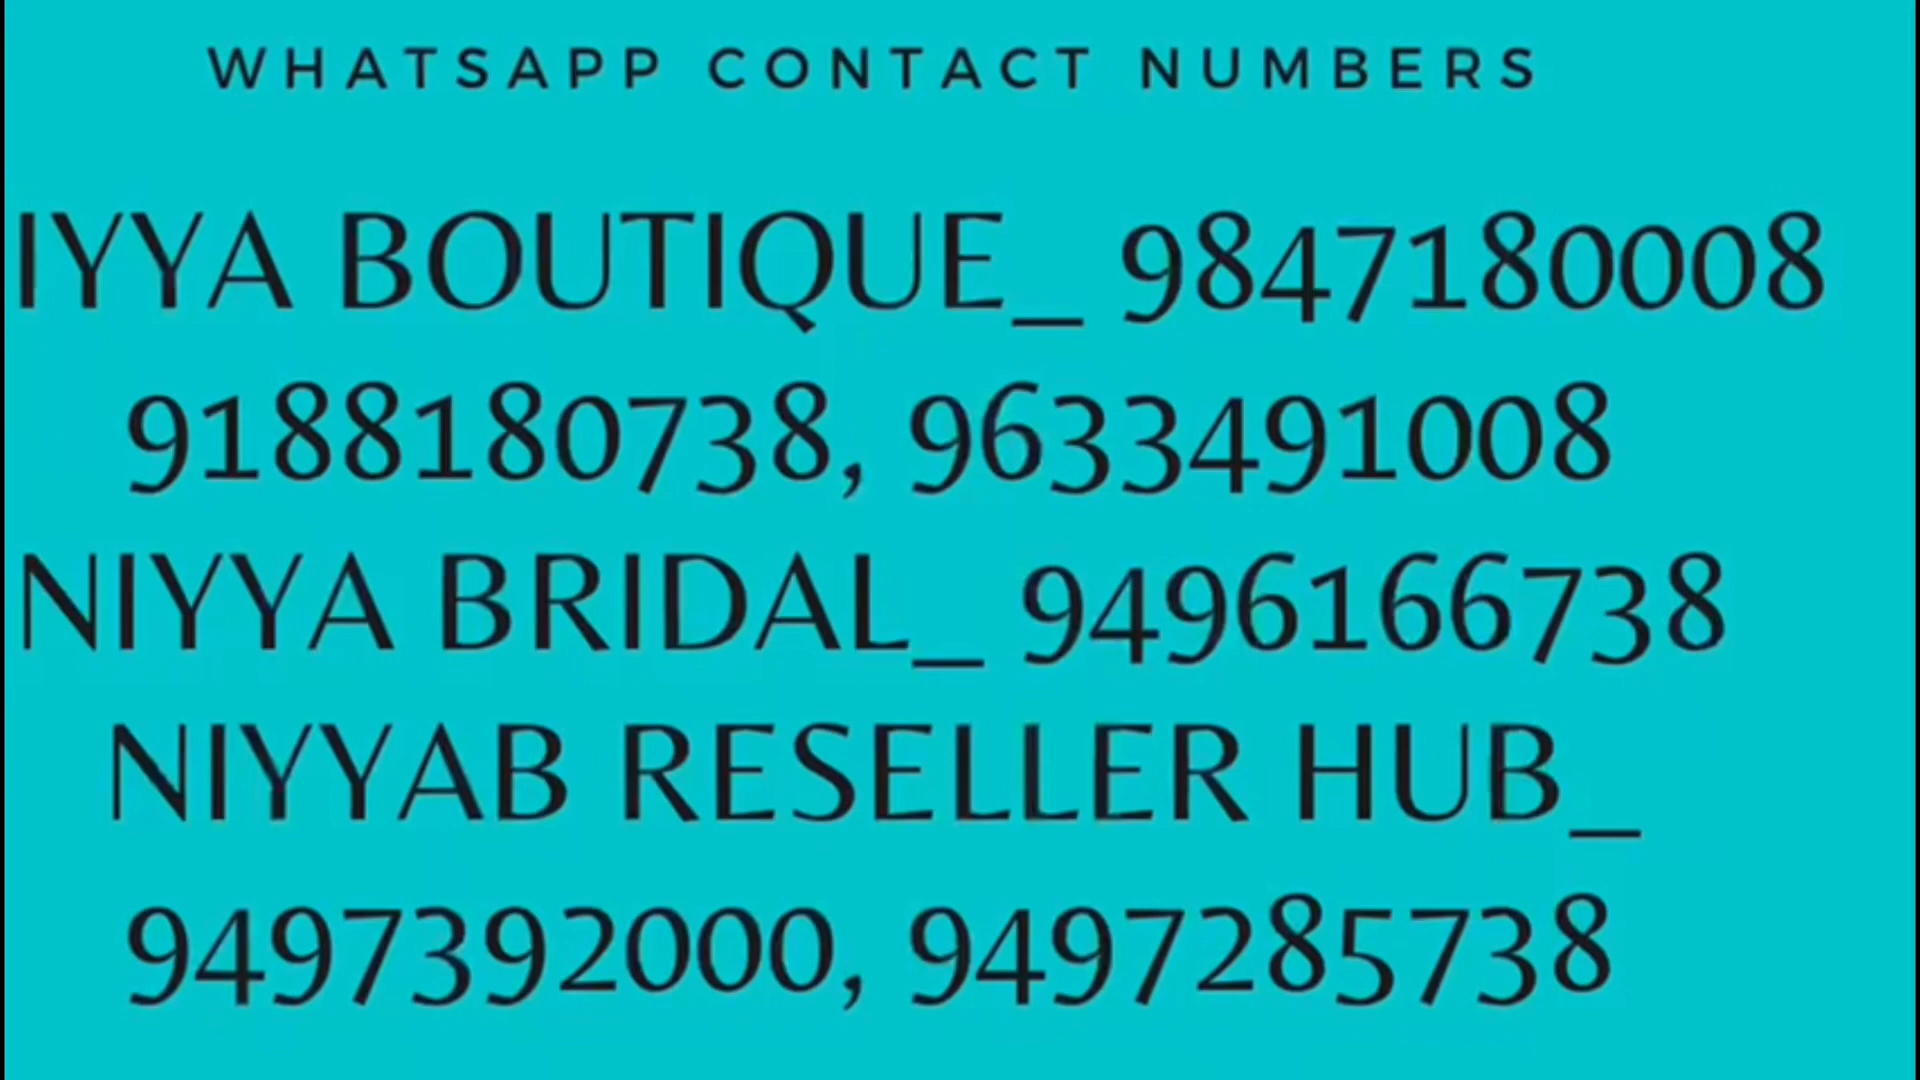 WHATSAPP CONTACT NUMBERS
IYYA BOUTIQUE_ 9847180008
9188180738, 9633491008
NIYYA BRIDAL_ 9496166738
NIYYAB RESELLER HUB_
9497392000, 9497285738